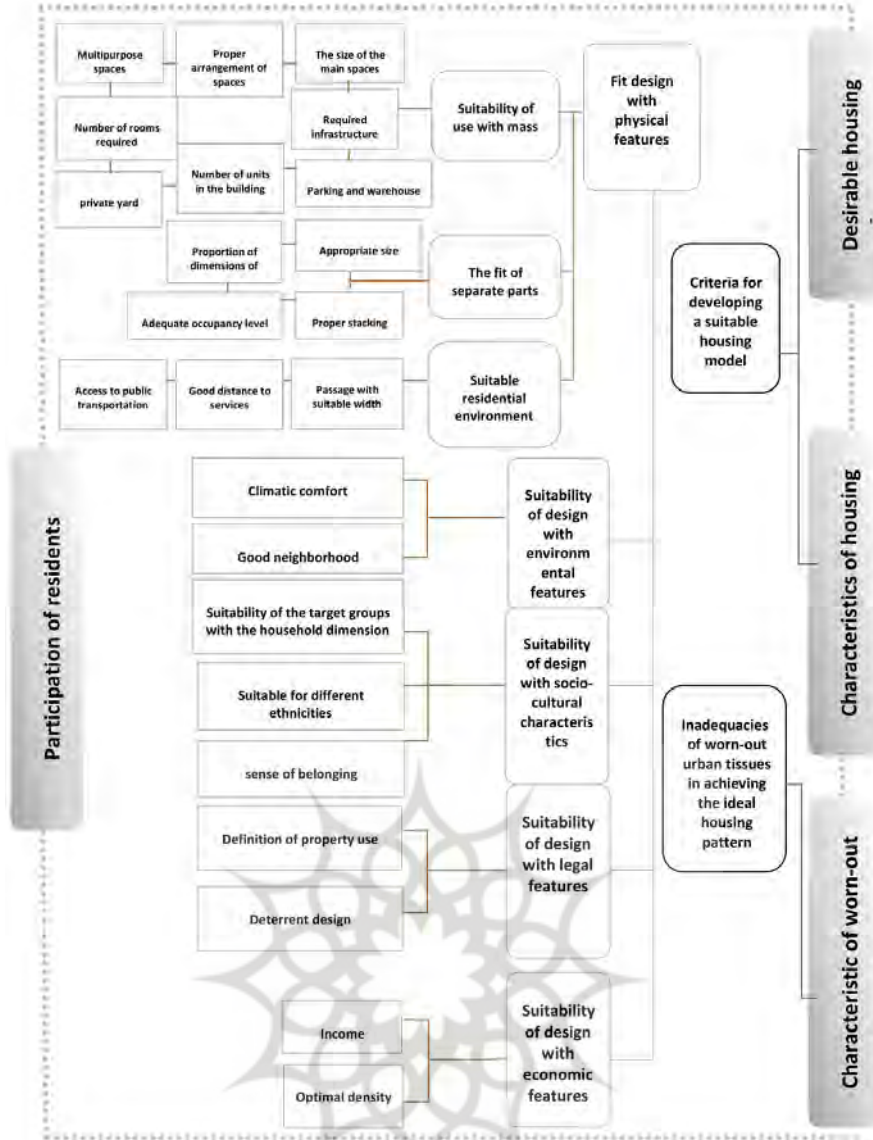 Multipurpose
spaces
Proper
arrangement of
spaces
The size of the
main spaces
Number of rooms
required
Required
infrastructure
private yard
Number of units
in the building
Parking and warehouse
Suitability of
use with mass
Fit design
with
physical
features
Proportion of
dimensions of
Appropriate size
Adequate occupancy level
Proper stacking
The fit of
separate parts
Access to public
transportation
Good distance to
services
Passage with
suitable width
Suitable
residential
environment
Climatic comfort
Good neighborhood
Suitability
of design
with
environm
ental
features
Suitability of the target groups
with the household dimension
Suitable for different
ethnicities
sense of belonging
Suitability
of design
with socio-
cultural
characteris
tics
Definition of property use
Deterrent design
Suitability
of design
with legal
features
Income
Optimal density
Suitability
of design
with
economic
features
Criteria for
developing
a suitable
housing
model
Inadequacies
of worn-out
urban tissues
in achieving
the ideal
housing
pattern
Desirable housing
Characteristics of housing
Characteristic of worn-out
Participation of residents